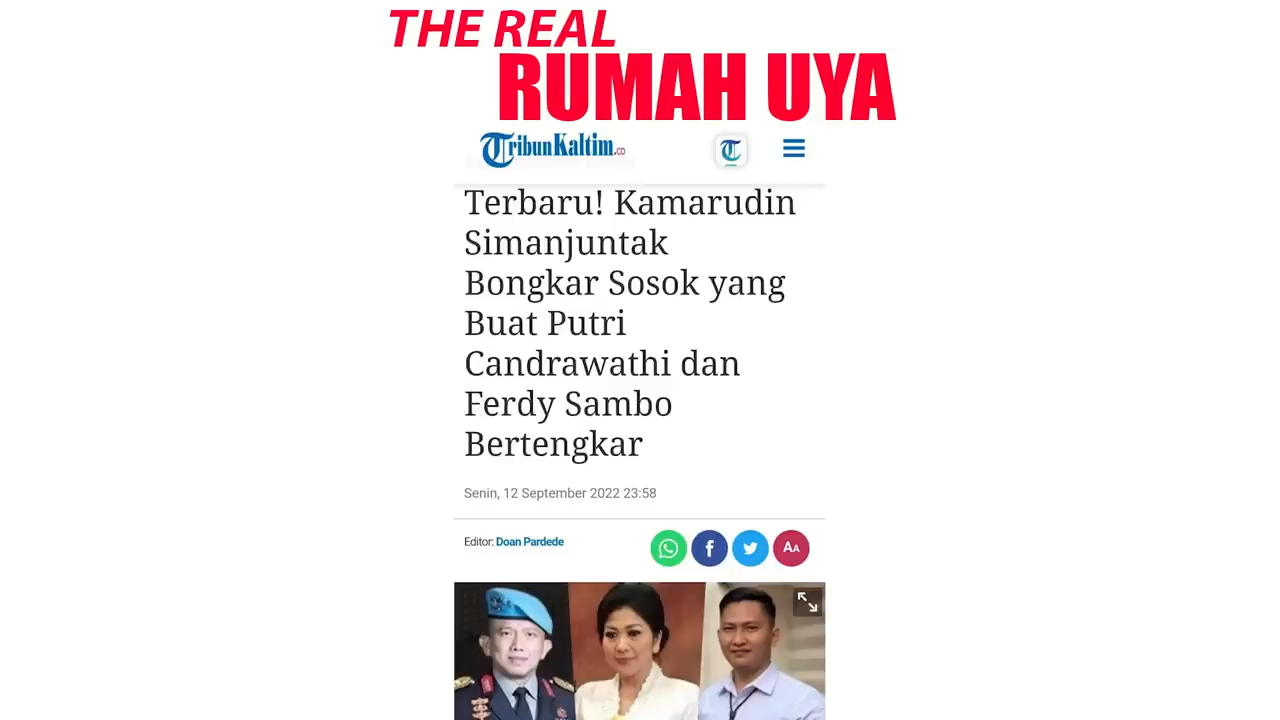 THE REAL
RUMAH UYA
TribunKaltim.co
Terbaru! Kamarudin
Simanjuntak
Bongkar Sosok yang
Buat Putri
Candrawathi dan
Ferdy Sambo
Bertengkar
Senin, 12 September 2022 23:58
Editor: Doan Pardede
AA